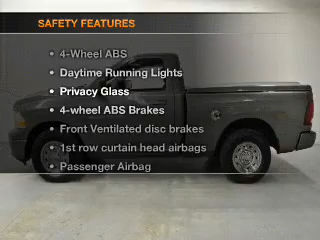 SAFETY FEATURES
• 4-Wheel ABS
• Daytime Running Lights
• Privacy Glass
• 4-wheel ABS Brakes
• Front Ventilated disc brakes
• 1st row curtain head airbags
• Passenger Airbag